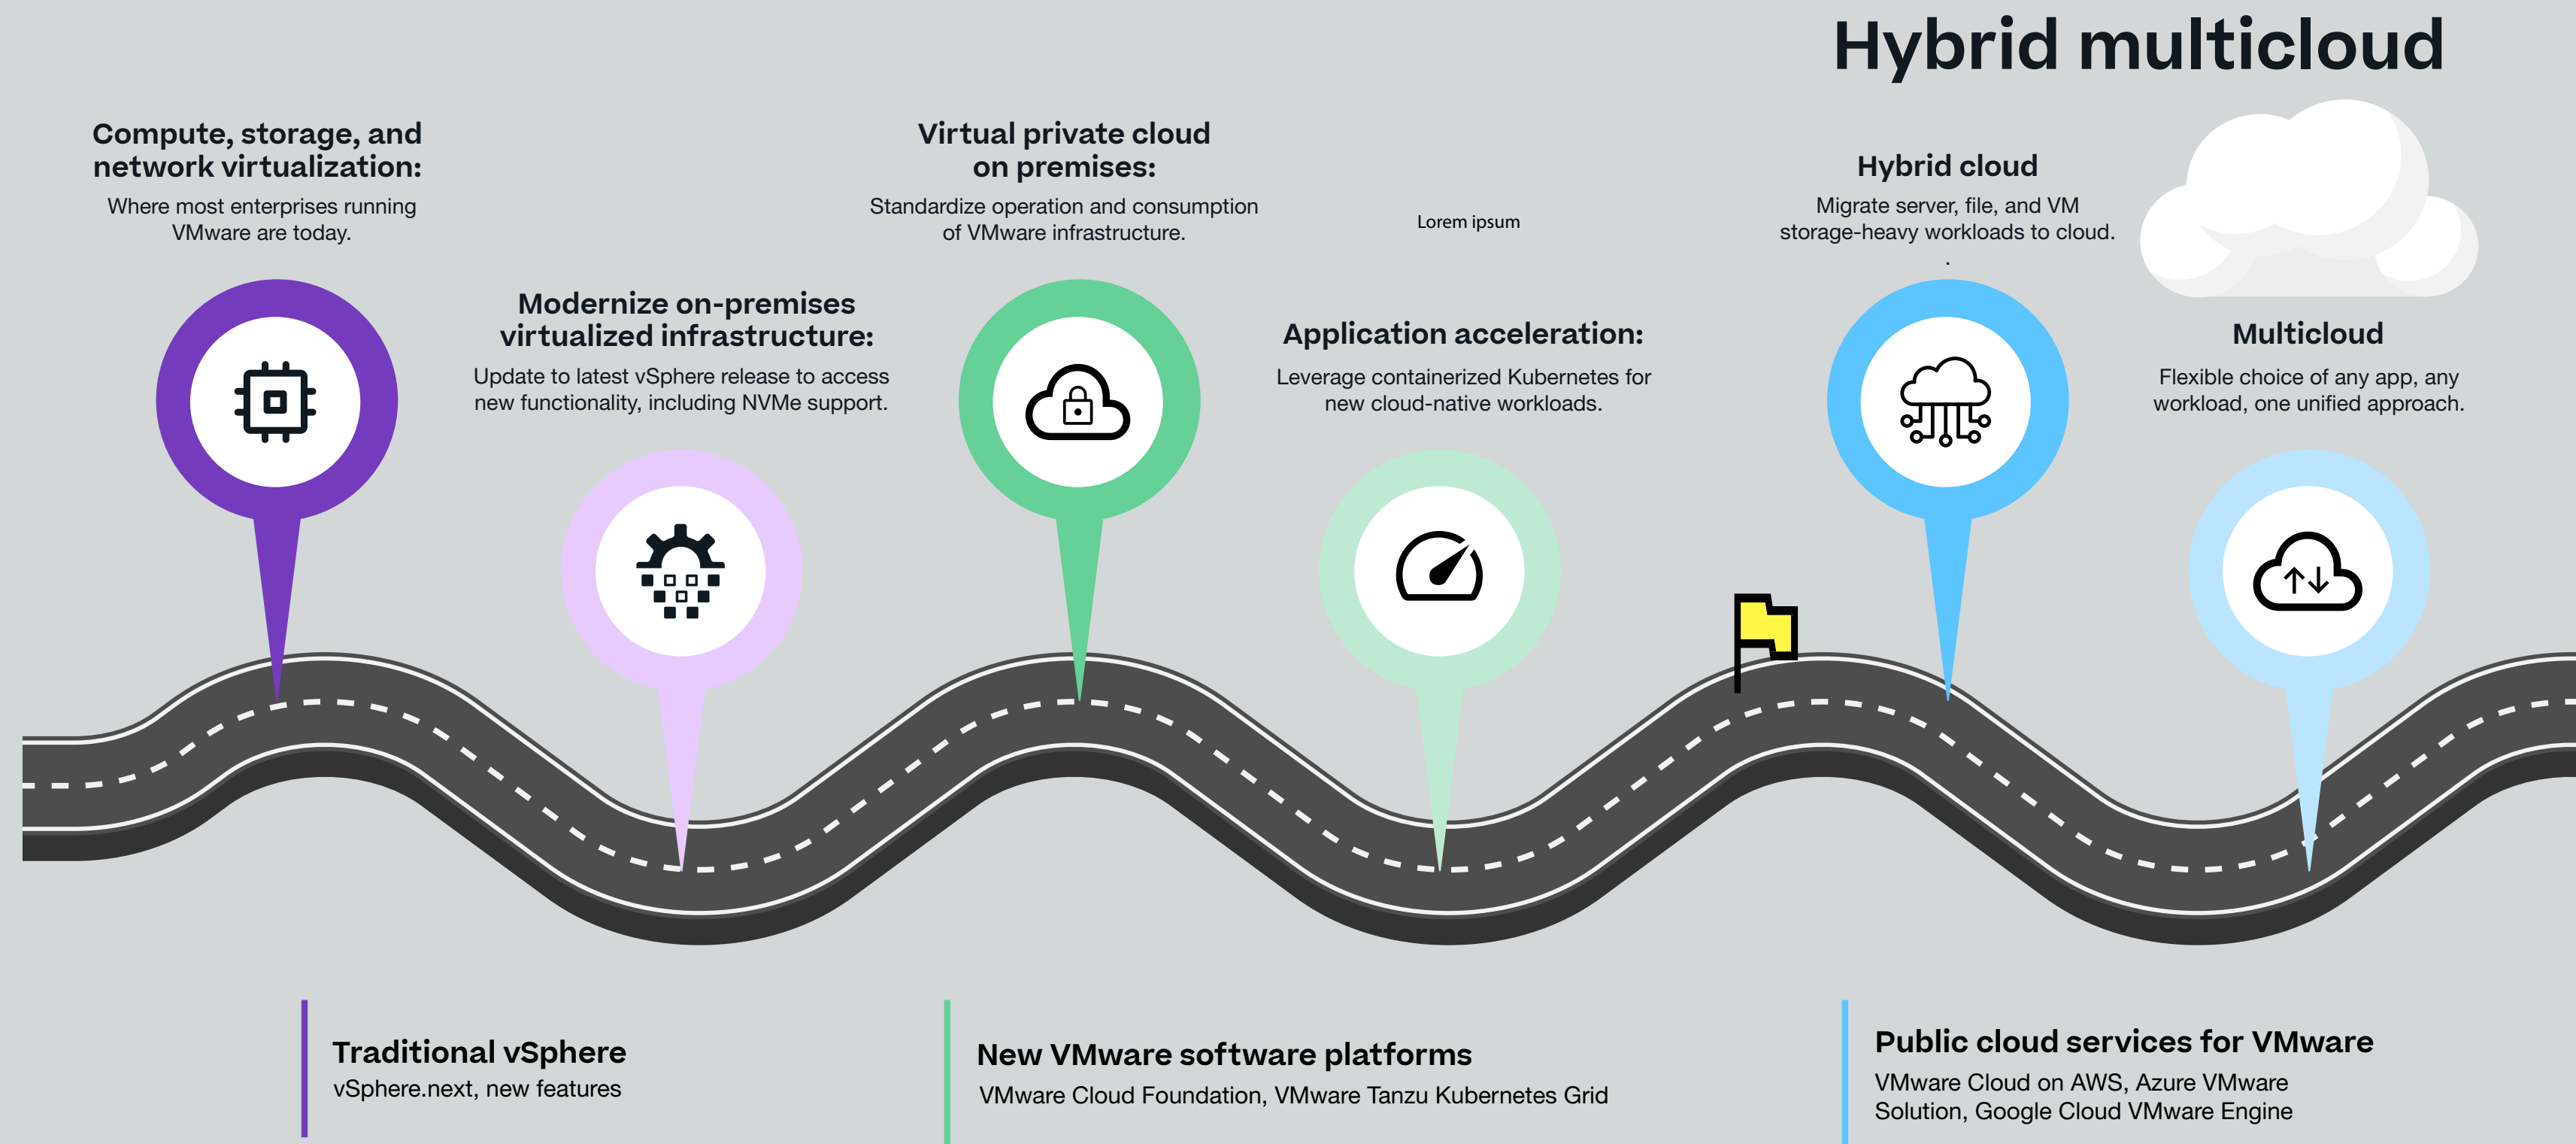 Hybrid multicloud
Compute, storage, and
network virtualization:
Where most enterprises running
VMware are today.
Modernize on-premises
virtualized infrastructure:
Update to latest vSphere release to access
new functionality, including NVMe support.
Virtual private cloud
on premises:
Standardize operation and consumption
of VMware infrastructure.
Lorem ipsum
Application acceleration:
Leverage containerized Kubernetes for
new cloud-native workloads.
Hybrid cloud
Migrate server, file, and VM
storage-heavy workloads to cloud.
.
Multicloud
Flexible choice of any app, any
workload, one unified approach.
Traditional vSphere
vSphere.next, new features
New VMware software platforms
VMware Cloud Foundation, VMware Tanzu Kubernetes Grid
Public cloud services for VMware
VMware Cloud on AWS, Azure VMware
Solution, Google Cloud VMware Engine